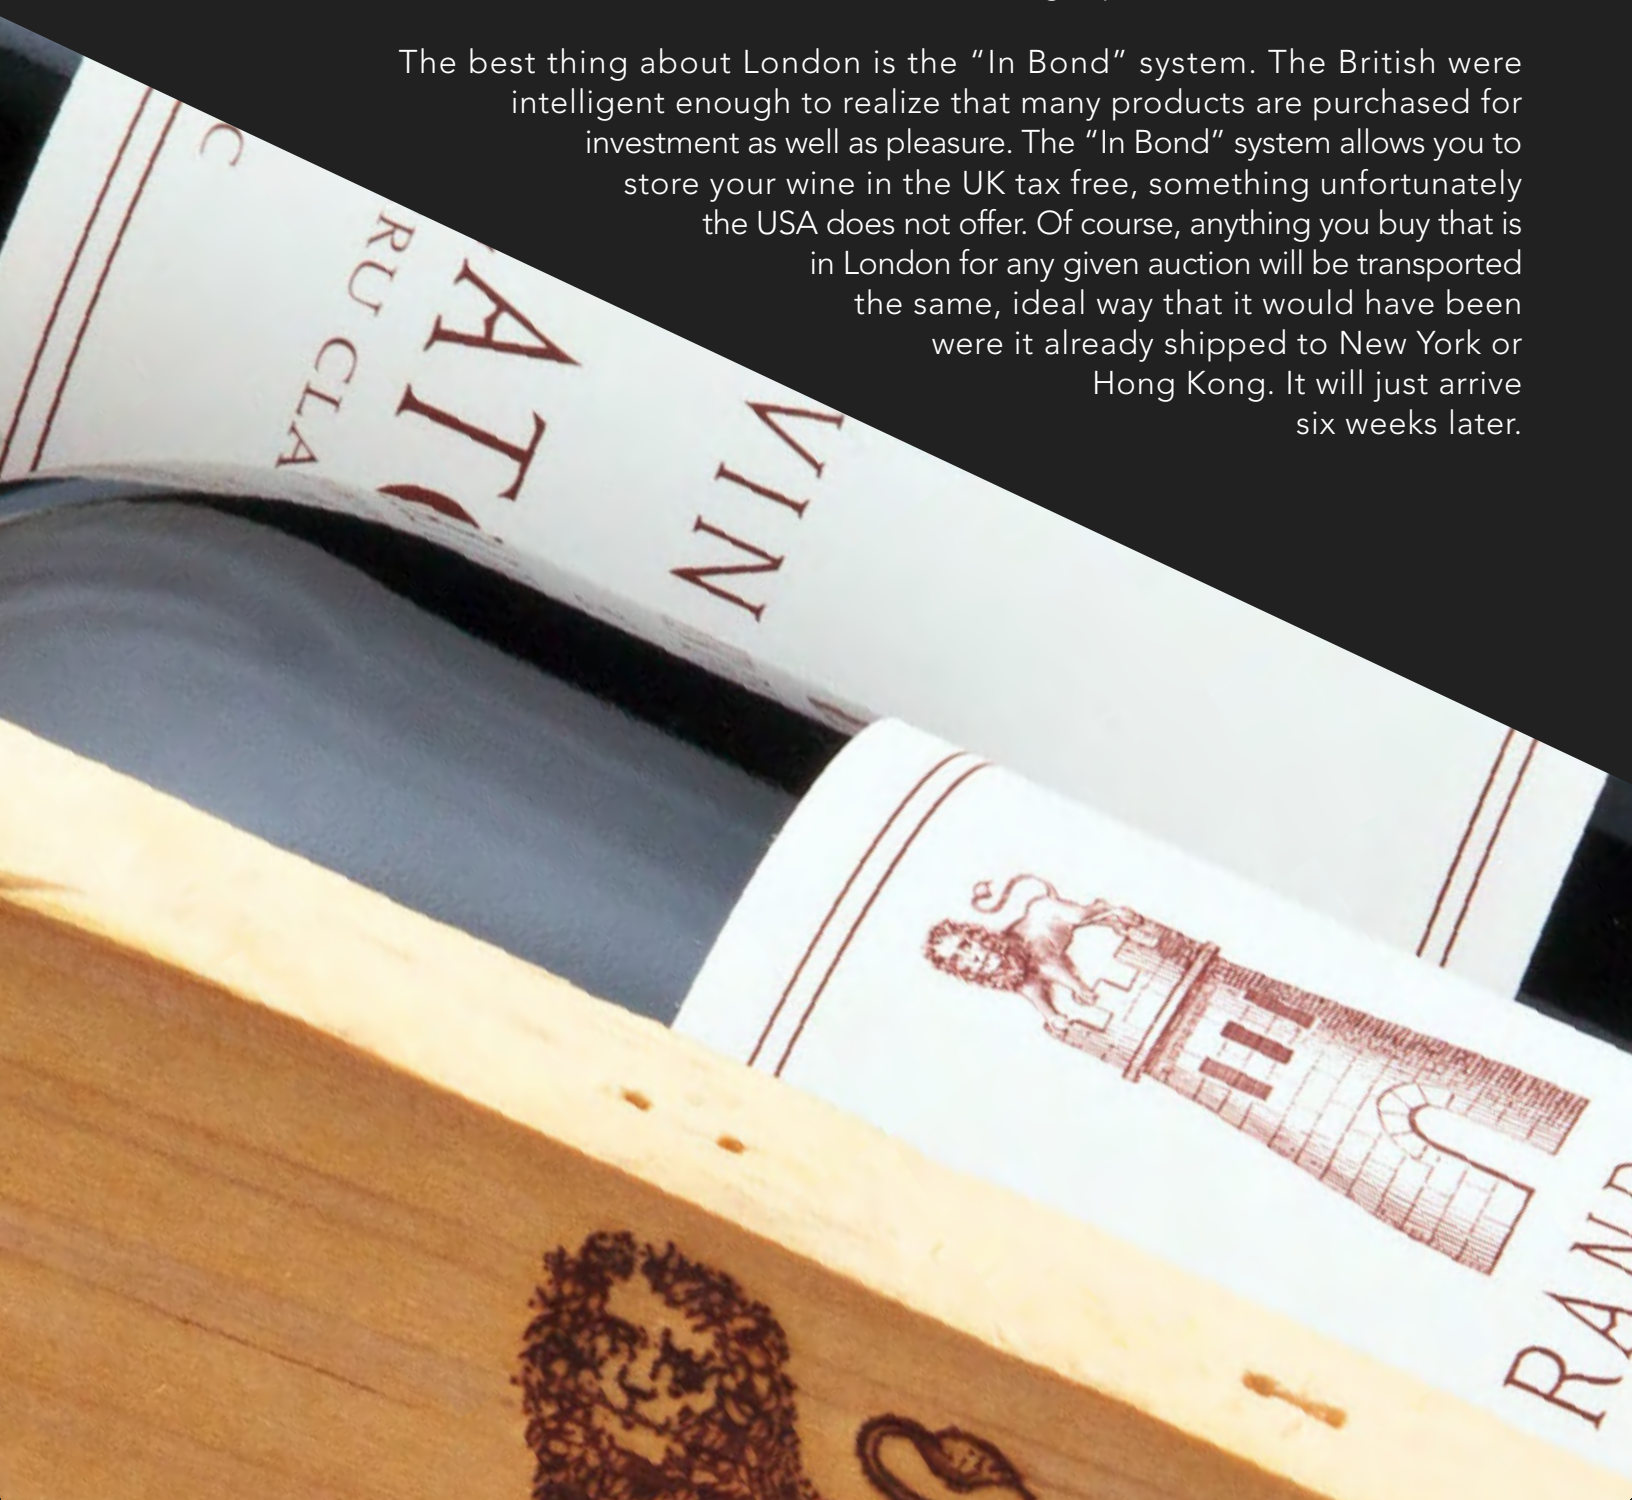 The best thing about London is the “In Bond” system. The British were
intelligent enough to realize that many products are purchased for
investment as well as pleasure. The “In Bond” system allows you to
store your wine in the UK tax free, something unfortunately
the USA does not offer. Of course, anything you buy that is
in London for any given auction will be transported
the same, ideal way that it would have been
were it already shipped to New York or
Hong Kong. It will just arrive
six weeks later.
C
RU CLA
AT
VIN
RAND